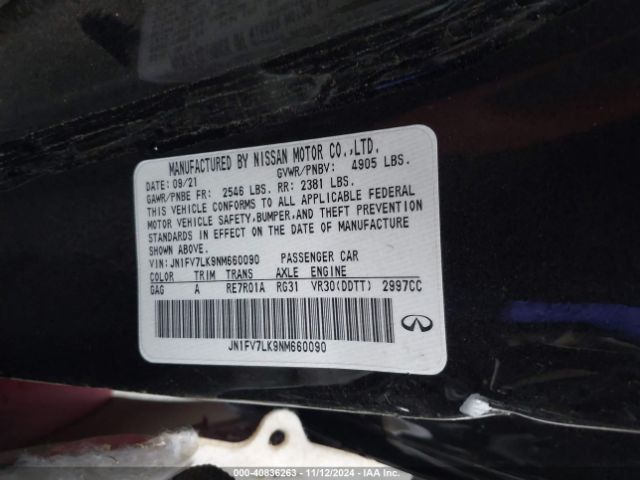 MANUFACTURED BY NISSAN MOTOR CO.,LTD.
DATE: 09/21 GVWR/PNBV: 4905 LBS.
GAWR/PNBE FR: 2546 LBS. RR: 2381 LBS.
THIS VEHICLE CONFORMS TO ALL APPLICABLE FEDERAL
MOTOR VEHICLE SAFETY, BUMPER, AND THEFT PREVENTION
STANDARDS IN EFFECT ON THE DATE OF MANUFACTURE
SHOWN ABOVE.
VIN: JN1FV7LK9NM660090 PASSENGER CAR
COLOR TRIM TRANS AXLE ENGINE
GAG A RE7R01A RG31 VR30(DDTT) 2997CC
JN1FV7LK9NM660090
000-40836263 - 11/12/2024 - IAA Inc.